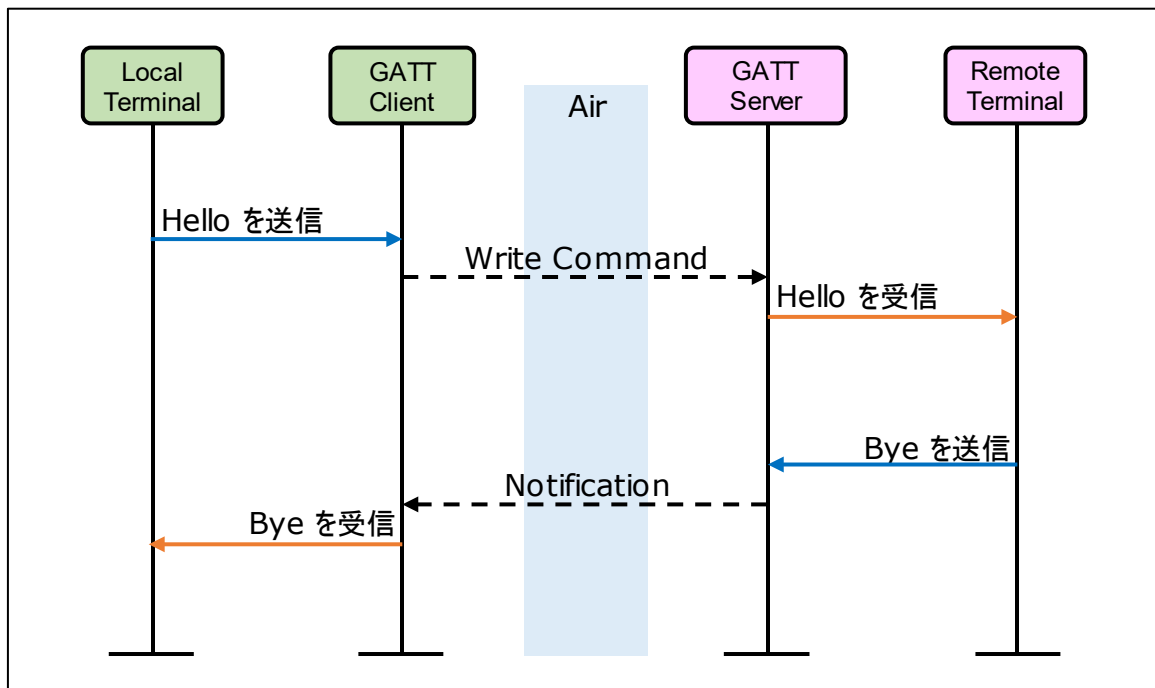 Local
Terminal
GATT
Client
Air
GATT
Server
Remote
Terminal
Hello を送信
Write Command
Hello を受信
Bye を送信
Notification
Bye を受信